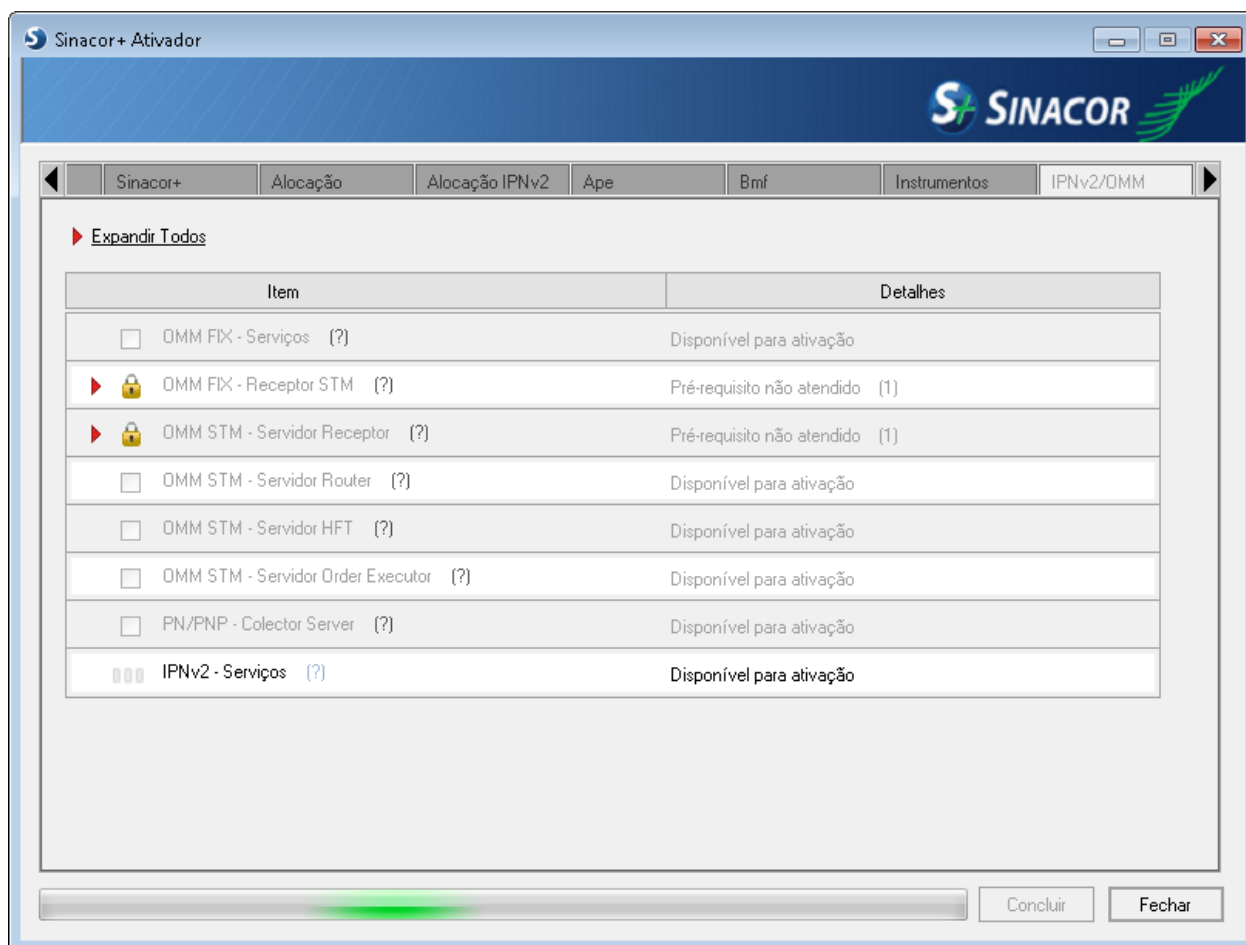 Sinacor+ Ativador
S+ SINACOR
Sinacor+ Alocação Alocação IPNv2 Ape Bmf Instrumentos IPNv2/OMM
Expandir Todos
Item Detalhes
OMM FIX - Serviços (?) Disponível para ativação
OMM FIX - Receptor STM (?) Pré-requisito não atendido (1)
OMM STM - Servidor Receptor (?) Pré-requisito não atendido (1)
OMM STM - Servidor Router (?) Disponível para ativação
OMM STM - Servidor HFT (?) Disponível para ativação
OMM STM - Servidor Order Executor (?) Disponível para ativação
PN/PNP - Colector Server (?) Disponível para ativação
IPNv2 - Serviços (?) Disponível para ativação
Concluir Fechar